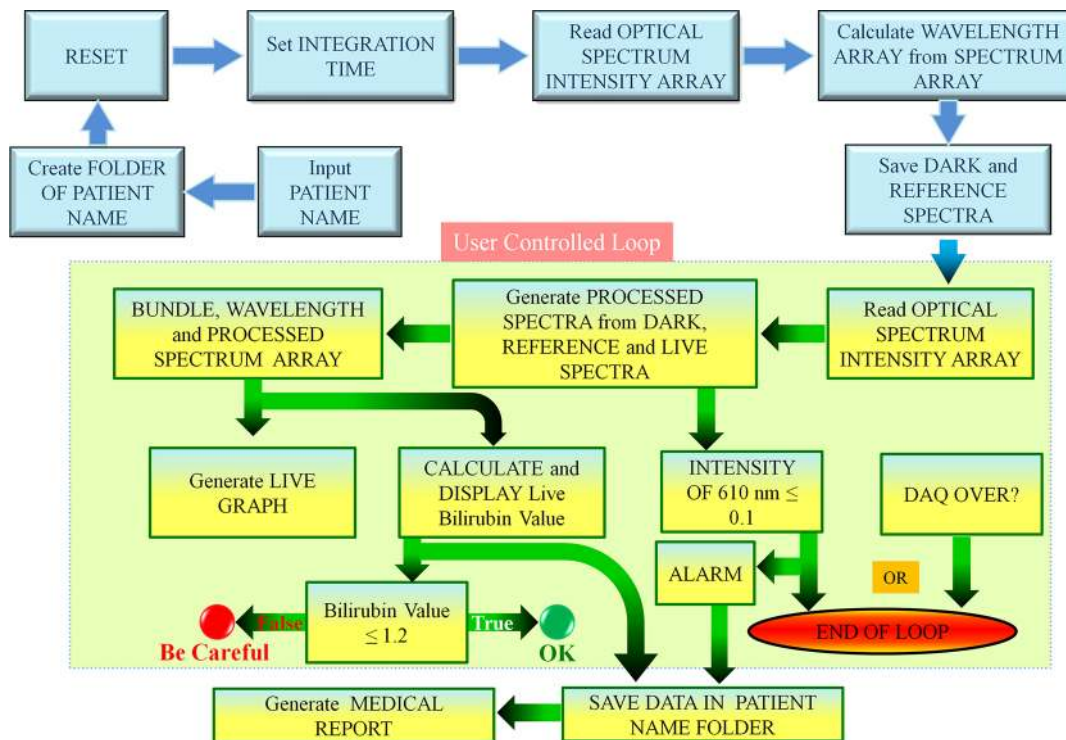 RESET
Set INTEGRATION
TIME
Read OPTICAL
SPECTRUM
INTENSITY ARRAY
Calculate WAVELENGTH
ARRAY from SPECTRUM
ARRAY
Create FOLDER
OF PATIENT
NAME
Input
PATIENT
NAME
Save DARK and
REFERENCE
SPECTRA
User Controlled Loop
BUNDLE, WAVELENGTH
and PROCESSED
SPECTRUM ARRAY
Generate PROCESSED
SPECTRA from DARK,
REFERENCE and LIVE
SPECTRA
Read OPTICAL
SPECTRUM
INTENSITY ARRAY
Generate LIVE
GRAPH
CALCULATE and
DISPLAY Live
Bilirubin Value
INTENSITY
OF 610 nm ≤
0.1
DAQ OVER?
ALARM
OR
False
Bilirubin Value
≤ 1.2
True
Be Careful
OK
END OF LOOP
Generate MEDICAL
REPORT
SAVE DATA IN PATIENT
NAME FOLDER